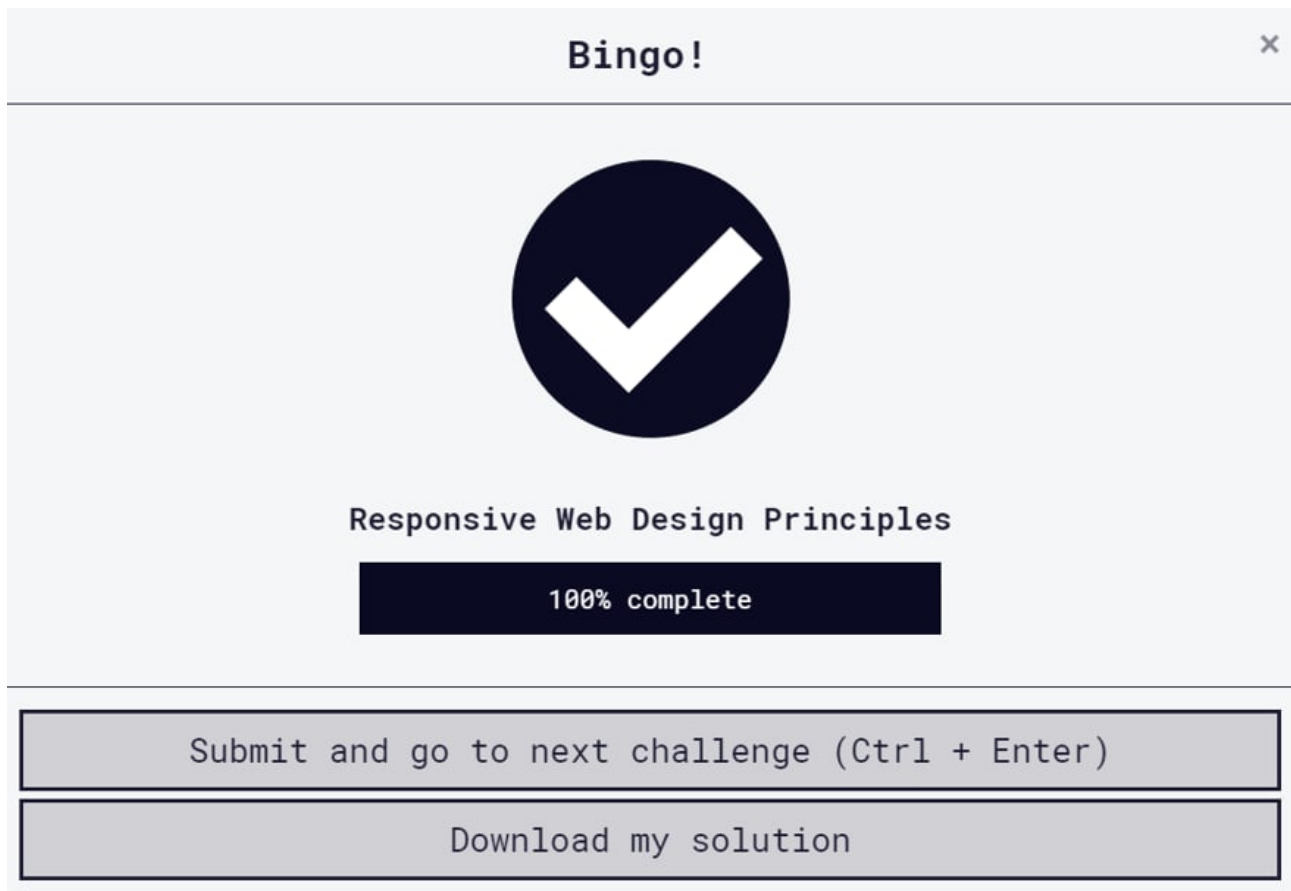 Bingo!
×
Responsive Web Design Principles
100% complete
Submit and go to next challenge (Ctrl + Enter)
Download my solution